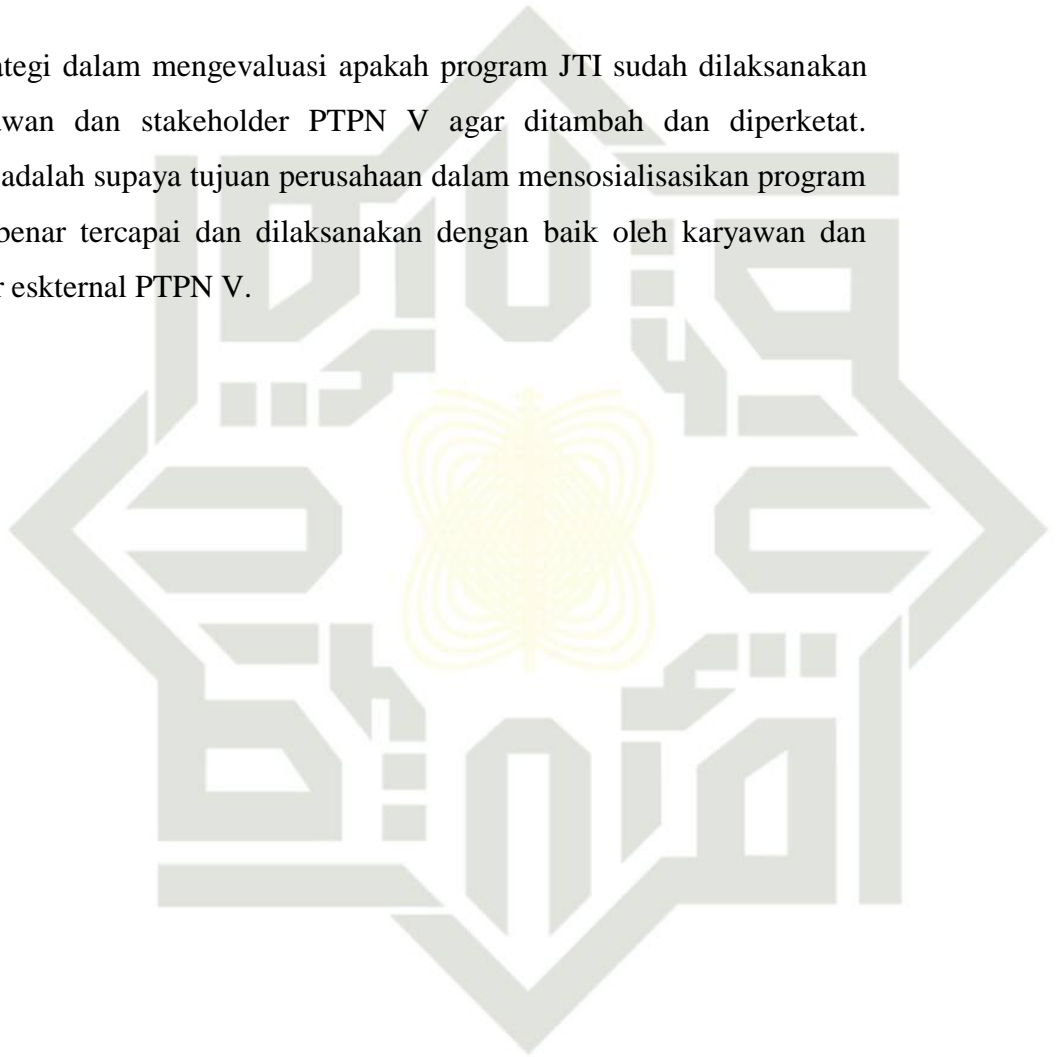 ategi dalam mengevaluasi apakah program JTI sudah dilaksanakan
awan dan stakeholder PTPN V agar ditambah dan diperketat.
adalah supaya tujuan perusahaan dalam mensosialisasikan program
benar tercapai dan dilaksanakan dengan baik oleh karyawan dan
r eskternal PTPN V.